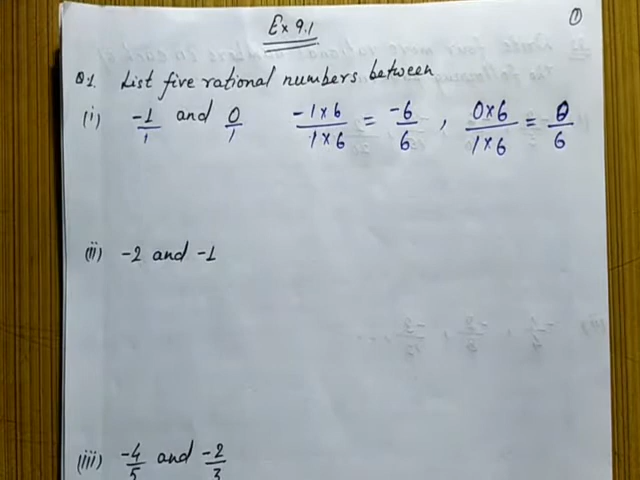 Ex 9.1
①
Q.1. List five rational numbers between
(i) -1/1 and 0/1 -1×6/1×6 = -6/6 , 0×6/1×6 = 0/6
(ii) -2 and -1
(iii) -4/5 and -2/3